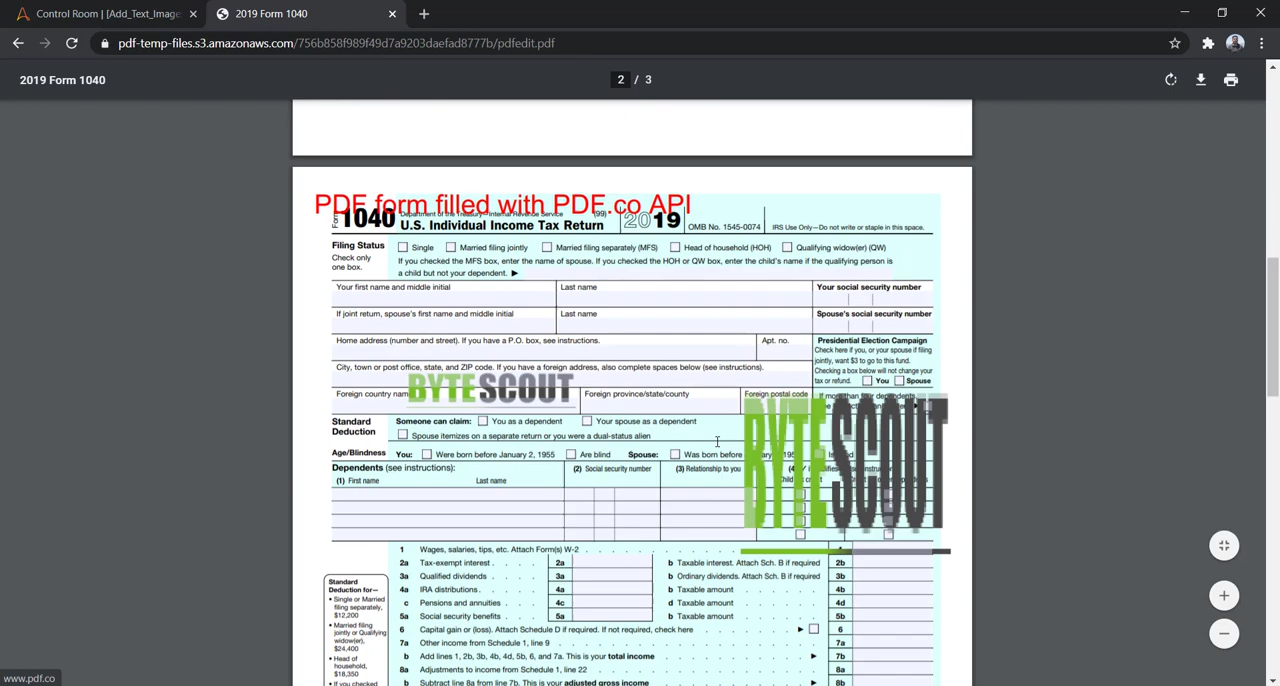 Control Room | [Add_Text_Image
2019 Form 1040
pdf-temp-files.s3.amazonaws.com/756b858f989f49d7a9203daefad8777b/pdfedit.pdf
2019 Form 1040
2 / 3
PDF form filled with PDF.co API
Form 1040
Department of the Treasury—Internal Revenue Service (99)
U.S. Individual Income Tax Return
2019
OMB No. 1545-0074
IRS Use Only—Do not write or staple in this space.
Filing Status
Check only
one box.
Single
Married filing jointly
Married filing separately (MFS)
Head of household (HOH)
Qualifying widow(er) (QW)
If you checked the MFS box, enter the name of spouse. If you checked the HOH or QW box, enter the child's name if the qualifying person is
a child but not your dependent. ▶
Your first name and middle initial
Last name
Your social security number
If joint return, spouse's first name and middle initial
Last name
Spouse's social security number
Home address (number and street). If you have a P.O. box, see instructions.
Apt. no.
Presidential Election Campaign
Check here if you, or your spouse if filing
jointly, want $3 to go to this fund.
Checking a box below will not change your
tax or refund.
You
Spouse
City, town or post office, state, and ZIP code. If you have a foreign address, also complete spaces below (see instructions).
Foreign country name
Foreign province/state/county
Foreign postal code
If more than four dependents,
BYTESCOUT
BYTESCOUT
Standard
Deduction
Someone can claim:
You as a dependent
Your spouse as a dependent
Spouse itemizes on a separate return or you were a dual-status alien
Age/Blindness
You:
Were born before January 2, 1955
Are blind
Spouse:
Was born before
Dependents (see instructions):
(1) First name
Last name
(2) Social security number
(3) Relationship to you
1 Wages, salaries, tips, etc. Attach Form(s) W-2
2a Tax-exempt interest 2a b Taxable interest. Attach Sch. B if required 2b
3a Qualified dividends 3a b Ordinary dividends. Attach Sch. B if required 3b
4a IRA distributions 4a b Taxable amount 4b
c Pensions and annuities 4c d Taxable amount 4d
5a Social security benefits 5a b Taxable amount 5b
6 Capital gain or (loss). Attach Schedule D if required. If not required, check here ▶ 6
7a Other income from Schedule 1, line 9 7a
b Add lines 1, 2b, 3b, 4b, 4d, 5b, 6, and 7a. This is your total income ▶ 7b
8a Adjustments to income from Schedule 1, line 22 8a
b Subtract line 8a from line 7b. This is your adjusted gross income ▶ 8b
Standard
Deduction for—
• Single or Married
filing separately,
$12,200
• Married filing
jointly or Qualifying
widow(er),
$24,400
• Head of
household,
$18,350
• If you checked
www.pdf.co